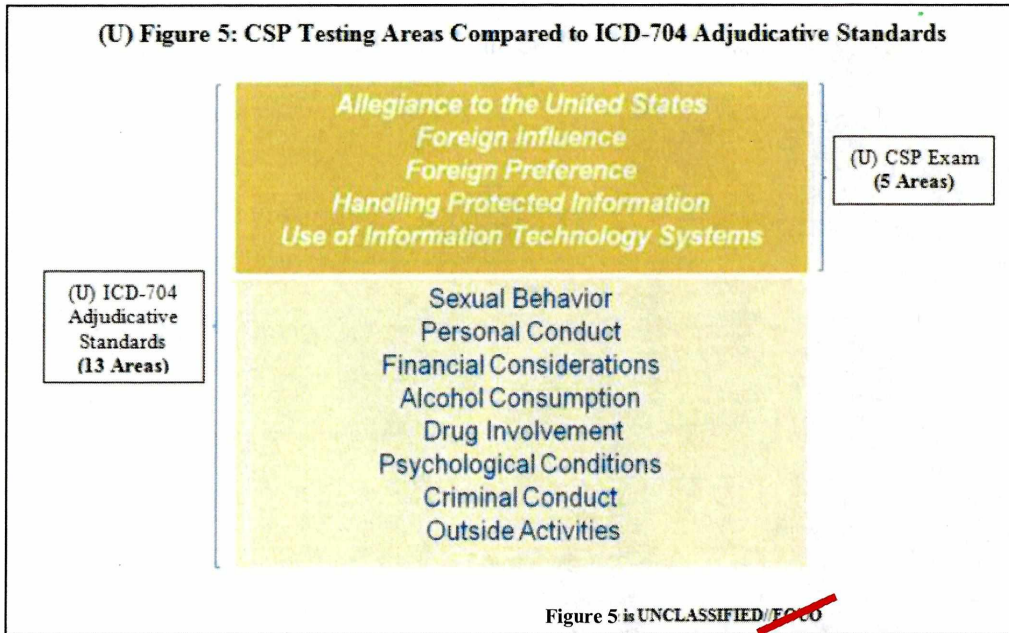 (U) Figure 5: CSP Testing Areas Compared to ICD-704 Adjudicative Standards
Allegiance to the United States
Foreign Influence
Foreign Preference
Handling Protected Information
Use of Information Technology Systems
(U) CSP Exam
(5 Areas)
(U) ICD-704
Adjudicative
Standards
(13 Areas)
Sexual Behavior
Personal Conduct
Financial Considerations
Alcohol Consumption
Drug Involvement
Psychological Conditions
Criminal Conduct
Outside Activities
Figure 5 is UNCLASSIFIED//FOUO